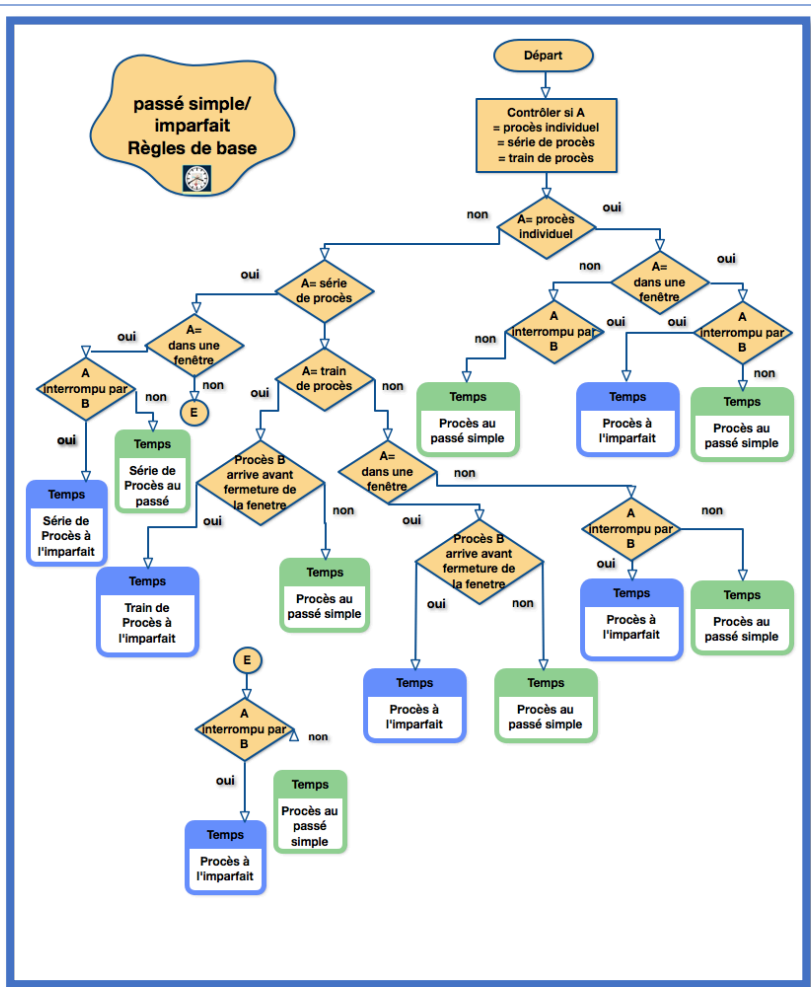 passé simple/
imparfait
Règles de base
Départ
Contrôler si A
= procès individuel
= série de procès
= train de procès
A= procès
individuel
non
oui
A= série
de procès
oui
A=
dans une
fenêtre
non
oui
A=
dans une
fenêtre
oui
non
A
interrompu par
B
non
oui
A
interrompu par
B
oui
non
A
interrompu par
B
non
oui
E
A= train
de procès
oui
non
Temps
Procès au
passé simple
Temps
Procès à
l'imparfait
Temps
Procès au
passé simple
Temps
Série de
Procès au
passé
Temps
Série de
Procès à
l'imparfait
Procès B
arrive avant
fermeture de
la fenetre
oui
non
A=
dans une
fenêtre
non
oui
A
interrompu par
B
non
oui
Procès B
arrive avant
fermeture de
la fenetre
oui
non
Temps
Train de
Procès à
l'imparfait
Temps
Procès au
passé simple
Temps
Procès à
l'imparfait
Temps
Procès au
passé simple
Temps
Procès à
l'imparfait
Temps
Procès au
passé simple
E
A
interrompu par
B
non
oui
Temps
Procès au
passé
simple
Temps
Procès à
l'imparfait